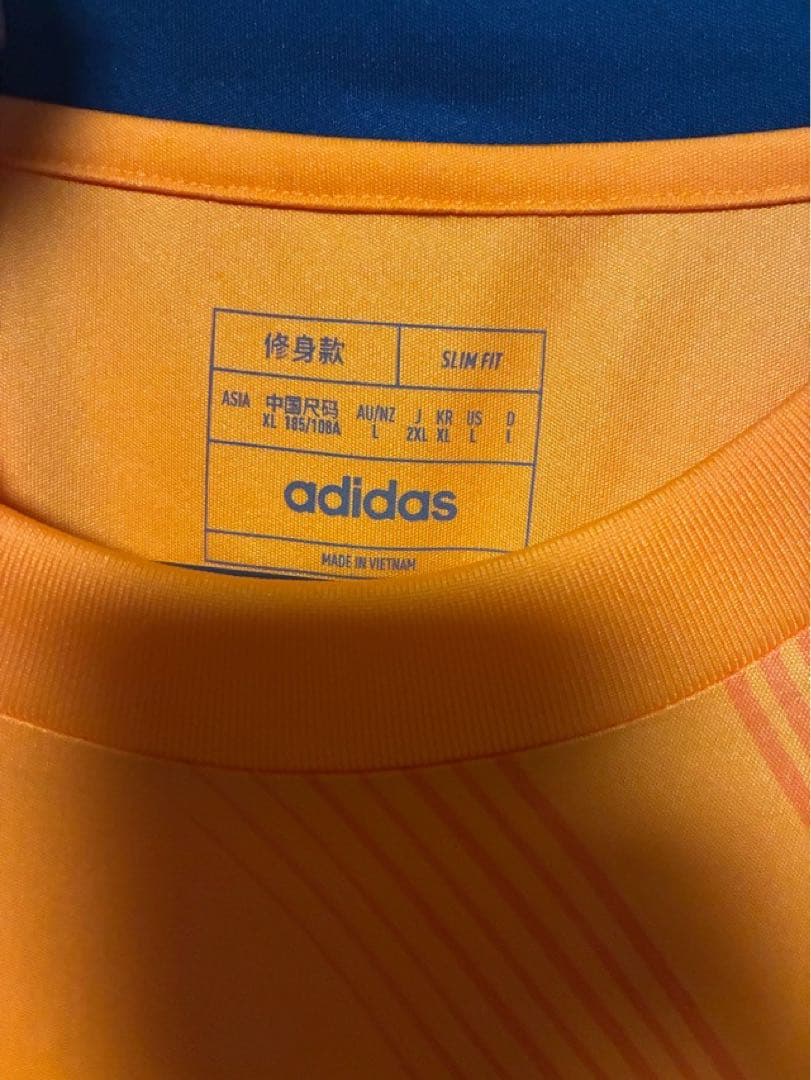 修身款 SLIM FIT
ASIA 中国尺码 AU/NZ J KR US D
XL 185/108A L 2XL XL L L
adidas
MADE IN VIETNAM